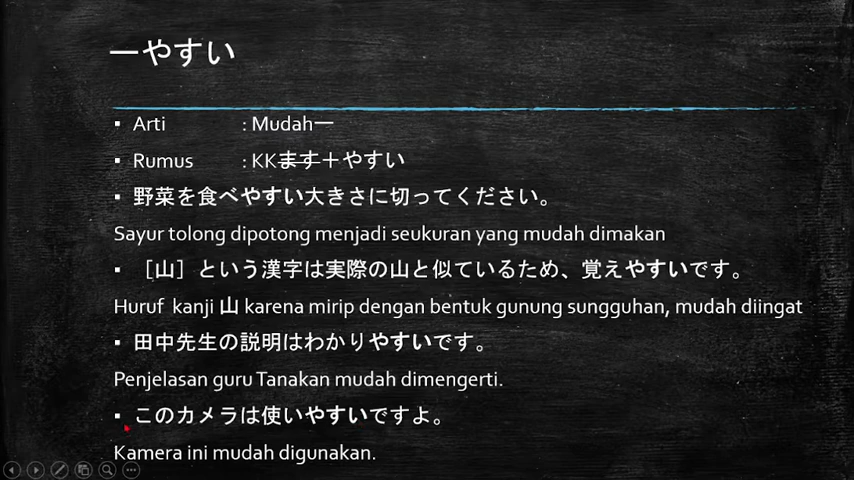 ーやすい
▪ Arti : Mudahー
▪ Rumus : KKます＋やすい
▪ 野菜を食べやすい大きさに切ってください。
Sayur tolong dipotong menjadi seukuran yang mudah dimakan
▪ ［山］という漢字は実際の山と似ているため、覚えやすいです。
Huruf kanji 山 karena mirip dengan bentuk gunung sungguhan, mudah diingat
▪ 田中先生の説明はわかりやすいです。
Penjelasan guru Tanakan mudah dimengerti.
▪ このカメラは使いやすいですよ。
Kamera ini mudah digunakan.